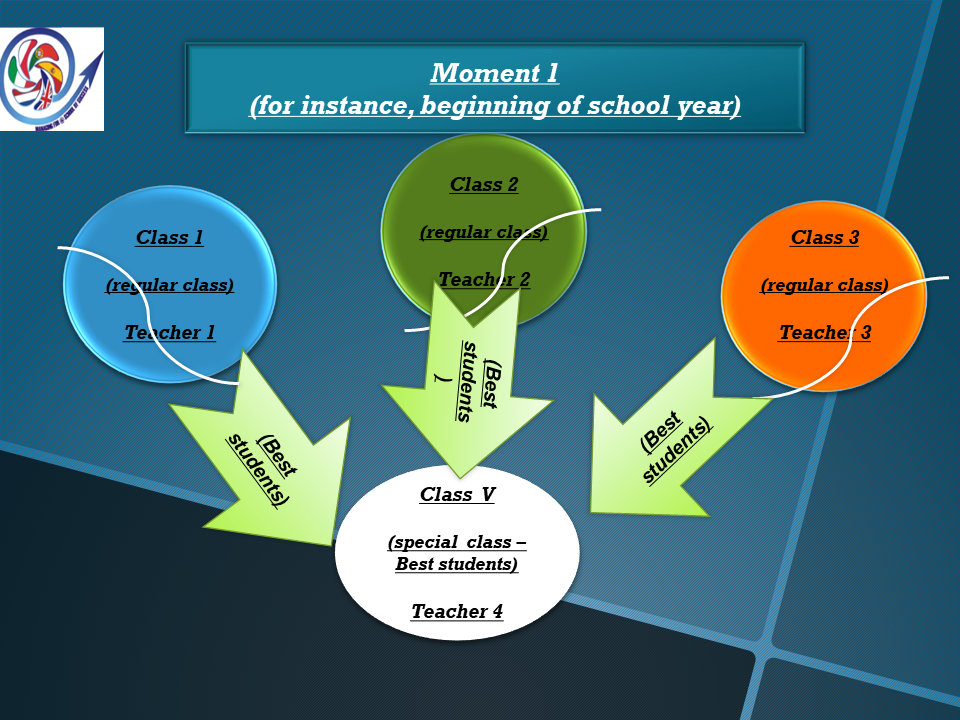 Moment 1
(for instance, beginning of school year)
Class 1
(regular class)
Teacher 1
Class 2
(regular class)
Teacher 2
Class 3
(regular class)
Teacher 3
(Best
students)
(Best
students
)
(Best
students)
Class V
(special class –
Best students)
Teacher 4